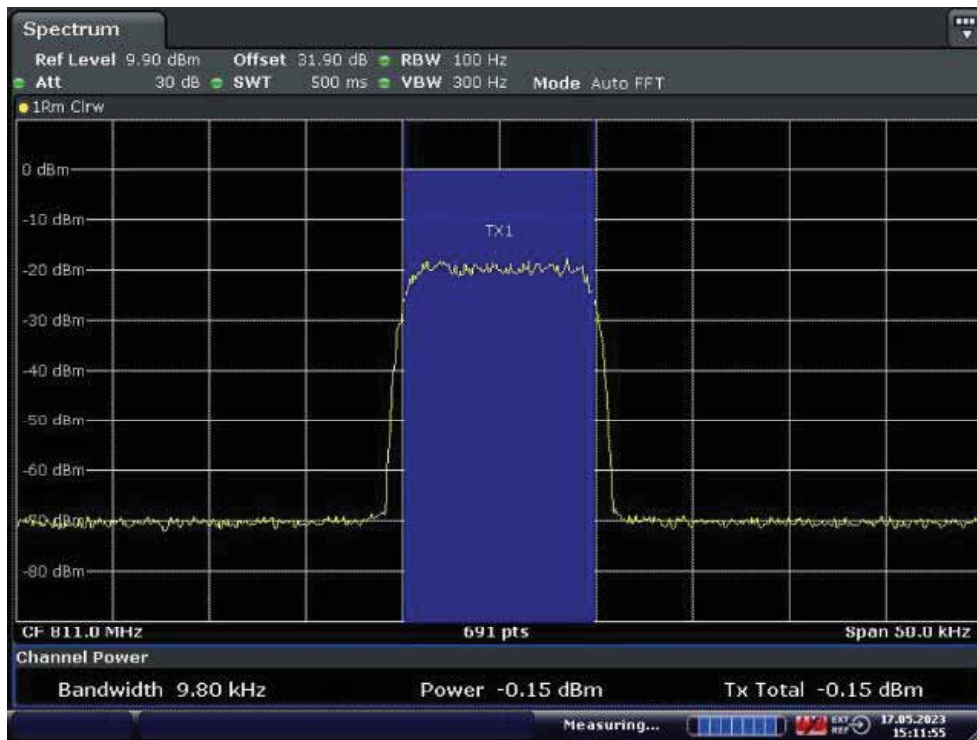 Spectrum
Ref Level 9.90 dBm Offset 31.90 dB RBW 100 Hz
Att 30 dB SWT 500 ms VBW 300 Hz Mode Auto FFT
1Rm Clrw
0 dBm
-10 dBm
TX1
-20 dBm
-30 dBm
-40 dBm
-50 dBm
-60 dBm
-70 dBm
-80 dBm
CF 811.0 MHz 691 pts Span 50.0 kHz
Channel Power
Bandwidth 9.80 kHz Power -0.15 dBm Tx Total -0.15 dBm
Measuring... EXT REF 17.05.2023
15:11:55